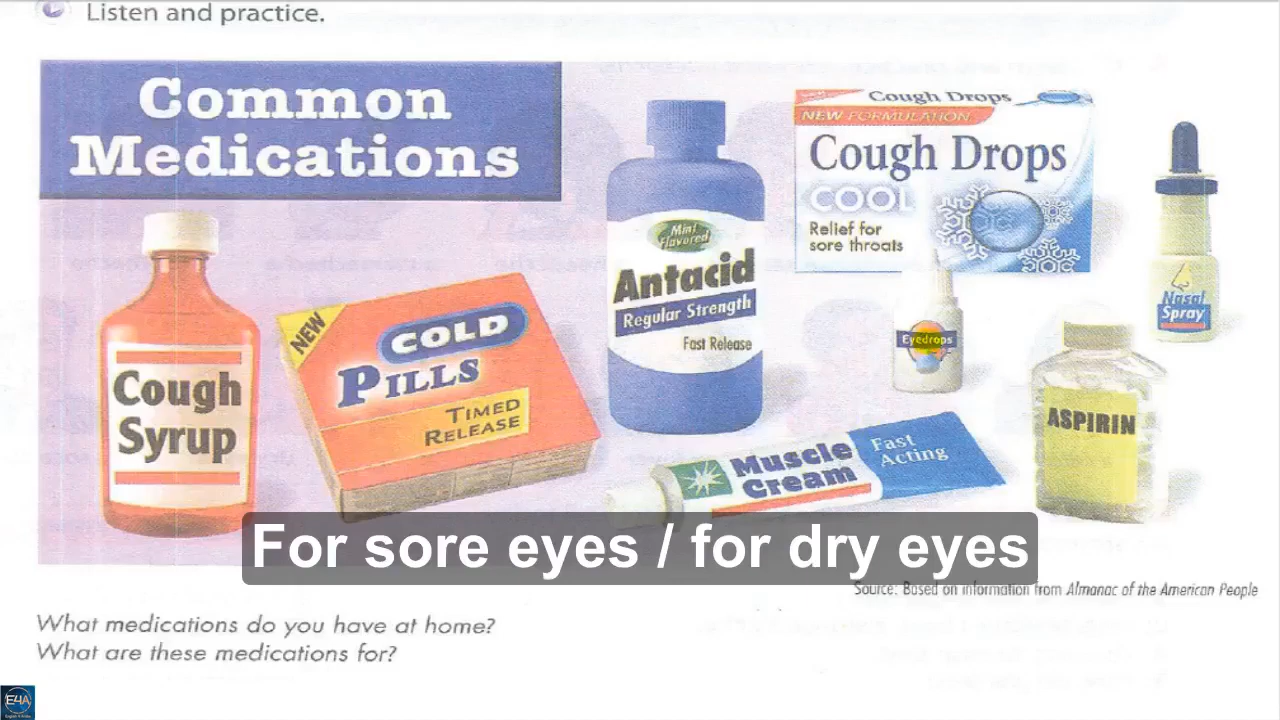 Listen and practice.
Common
Medications
Cough Drops
NEW FORMULATION
Cough Drops
COOL
Relief for
sore throats
Mint
Flavored
Antacid
Regular Strength
Fast Release
Nasal
Spray
NEW
COLD
PILLS
TIMED
RELEASE
Eyedrops
Cough
Syrup
ASPIRIN
Muscle
Cream
Fast
Acting
For sore eyes / for dry eyes
Source: Based on information from Almanac of the American People
What medications do you have at home?
What are these medications for?
E4A